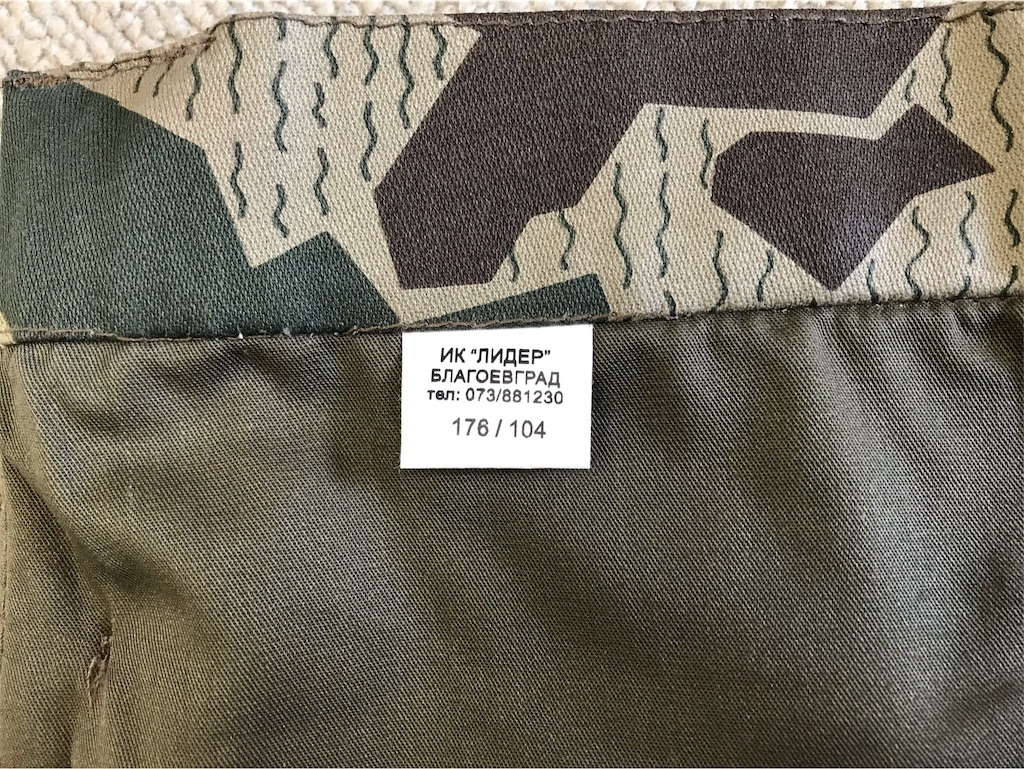 ИК "ЛИДЕР"
БЛАГОЕВГРАД
тел: 073/881230
176 / 104